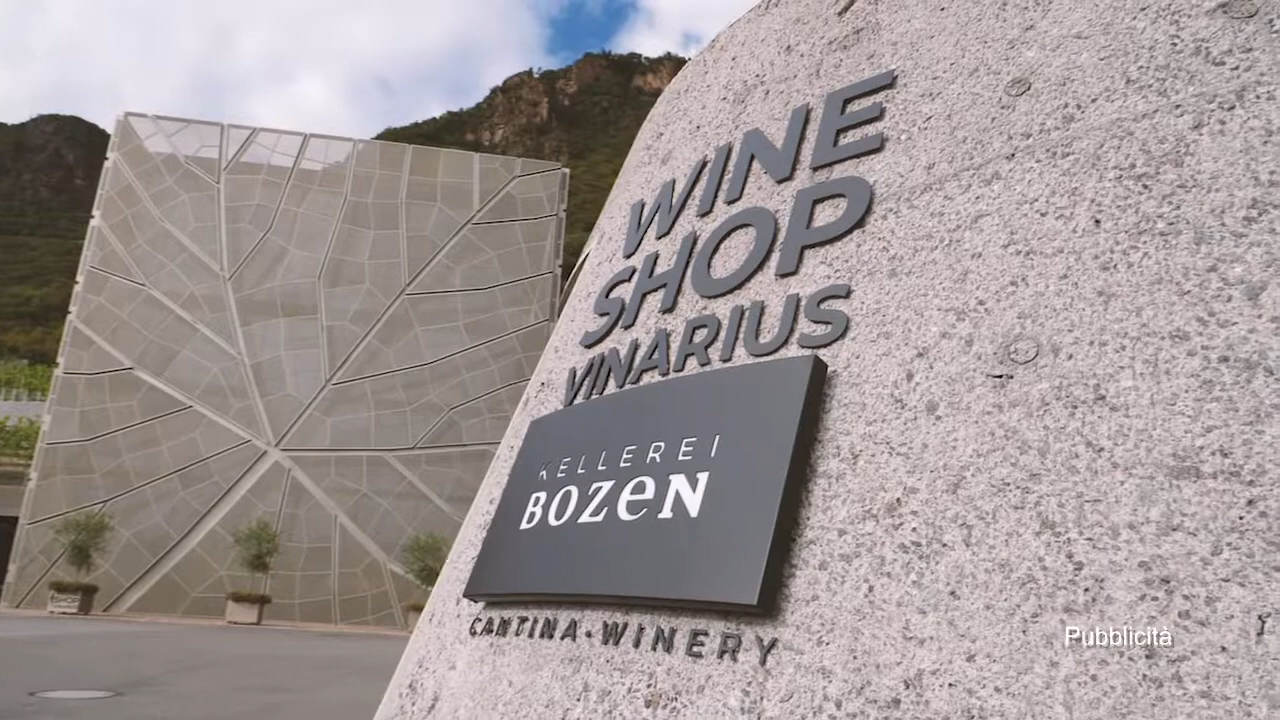 WINE
SHOP
VINARIUS
KELLEREI
BOZeN
CANTINA·WINERY
Pubblicità